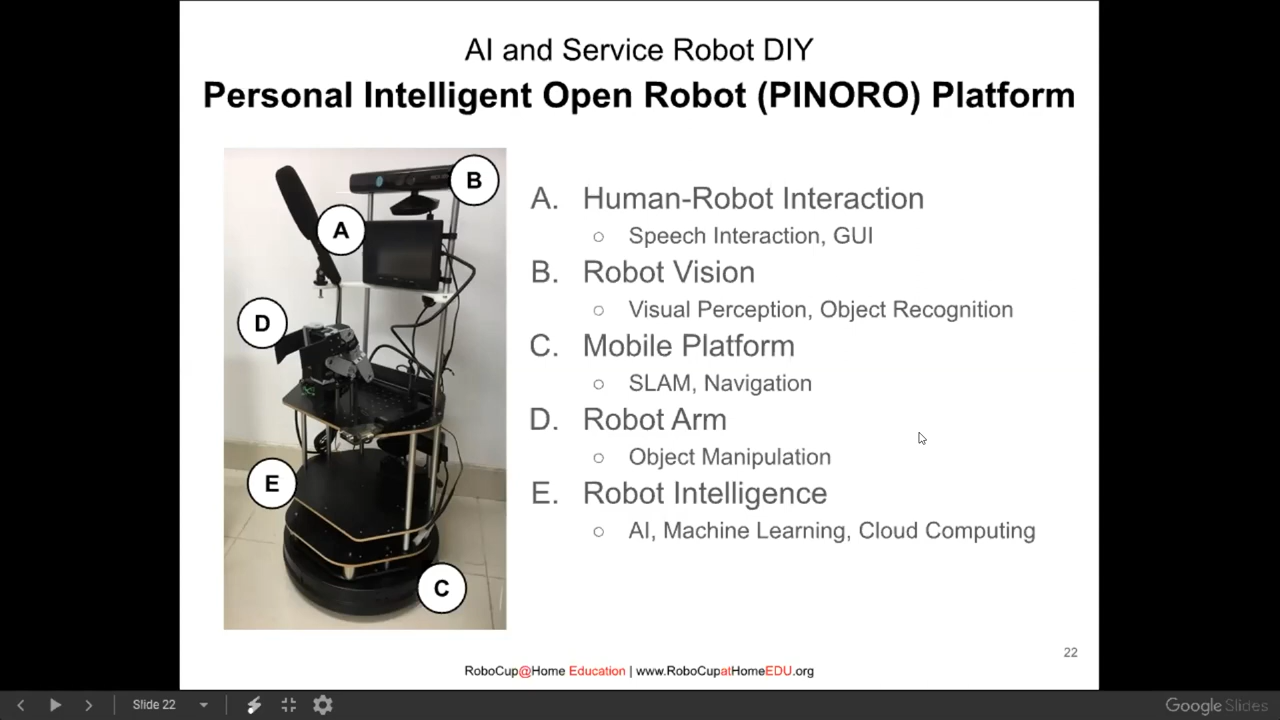 AI and Service Robot DIY
Personal Intelligent Open Robot (PINORO) Platform
B
A
D
E
C
A. Human-Robot Interaction
○ Speech Interaction, GUI
B. Robot Vision
○ Visual Perception, Object Recognition
C. Mobile Platform
○ SLAM, Navigation
D. Robot Arm
○ Object Manipulation
E. Robot Intelligence
○ AI, Machine Learning, Cloud Computing
22
RoboCup@Home Education | www.RoboCupatHomeEDU.org
Slide 22
Google Slides